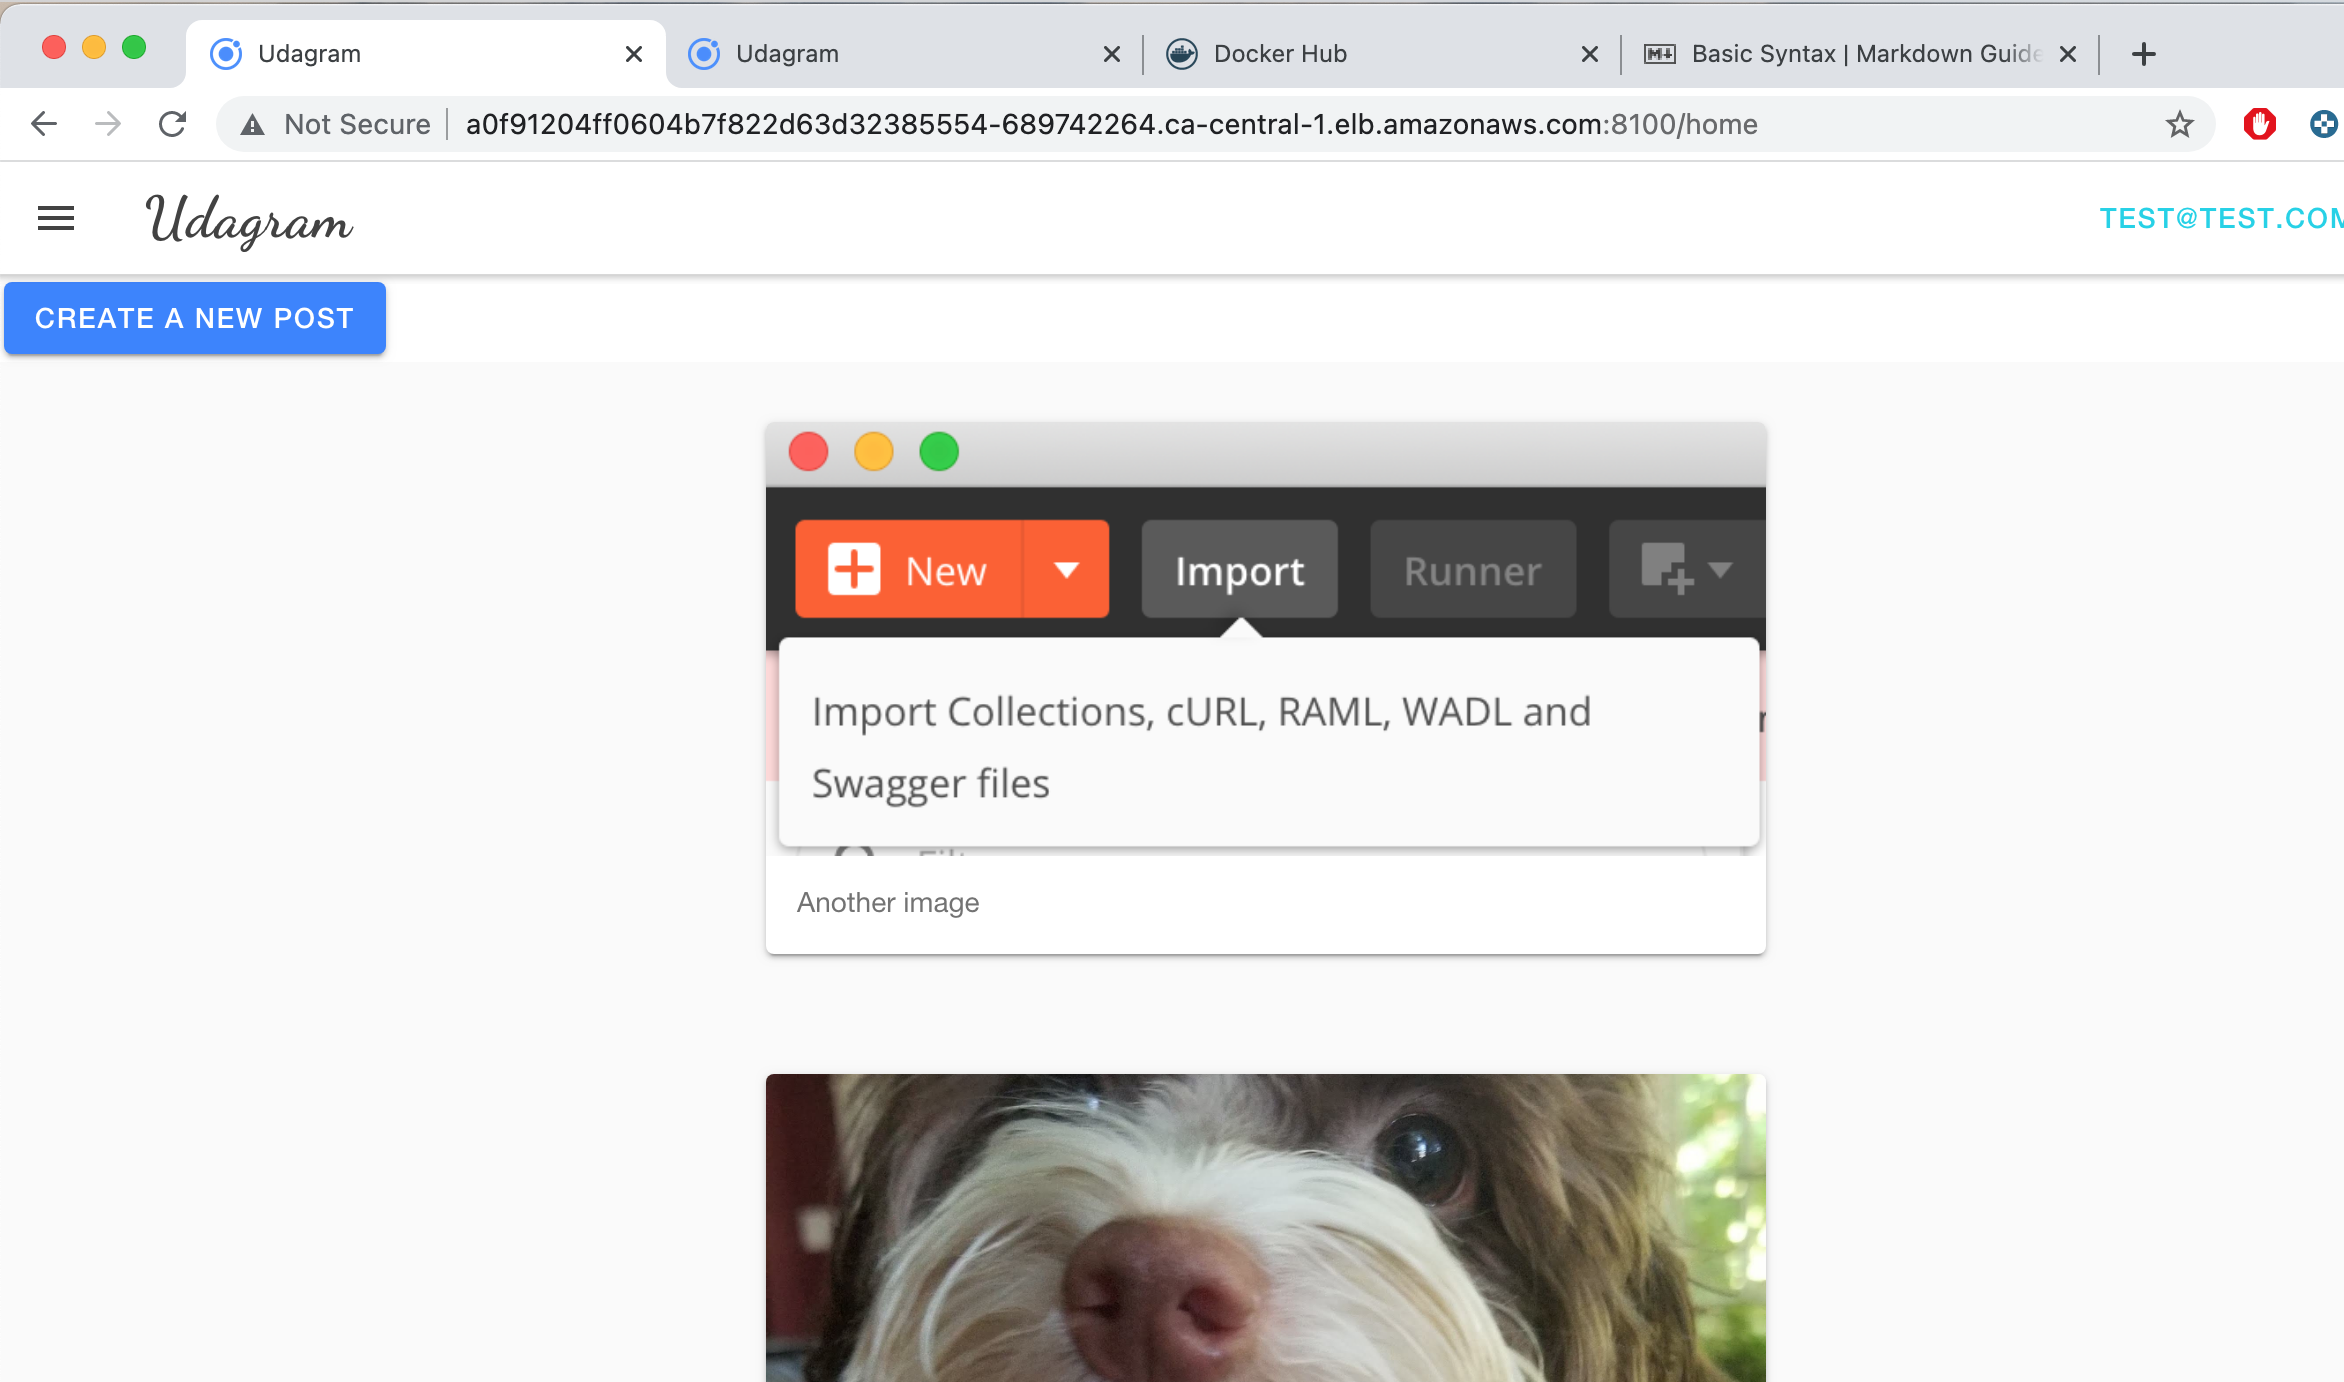 Udagram
Udagram
Docker Hub
Basic Syntax | Markdown Guide
Not Secure
a0f91204ff0604b7f822d63d32385554-689742264.ca-central-1.elb.amazonaws.com:8100/home
Udagram
TEST@TEST.COM
CREATE A NEW POST
New
Import
Runner
Import Collections, cURL, RAML, WADL and
Swagger files
Another image